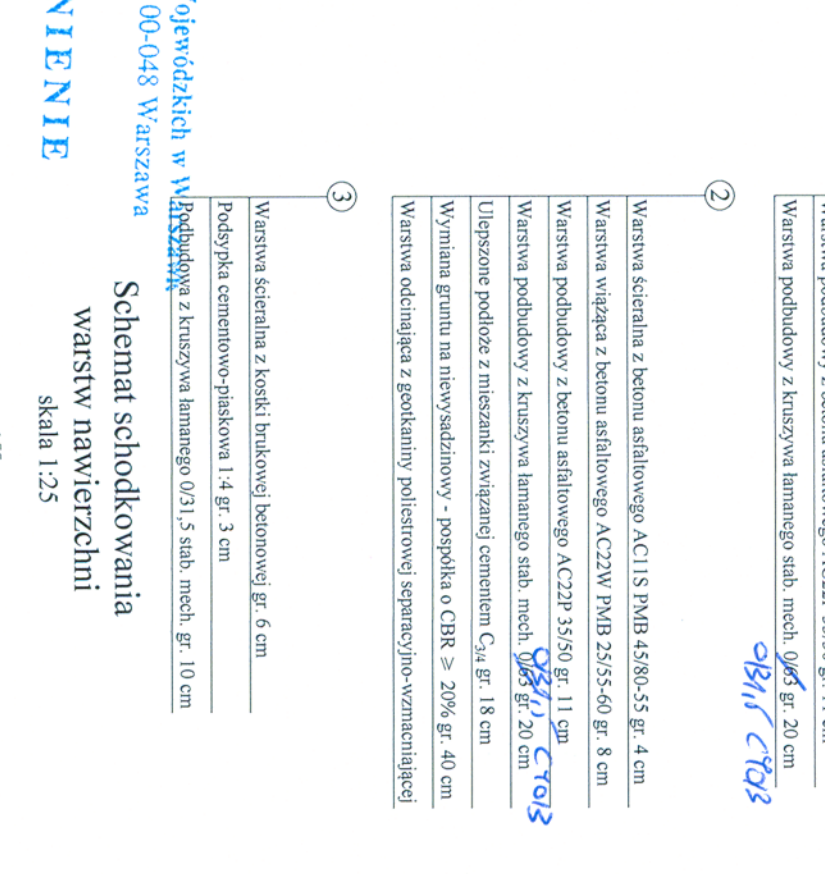 Warstwa podbudowy z kruszywa łamanego stab. mech. 0/63 gr. 20 cm
0/31,5 C90/3
2
Warstwa ścieralna z betonu asfaltowego AC11S PMB 45/80-55 gr. 4 cm
Warstwa wiążąca z betonu asfaltowego AC22W PMB 25/55-60 gr. 8 cm
Warstwa podbudowy z betonu asfaltowego AC22P 35/50 gr. 11 cm
Warstwa podbudowy z kruszywa łamanego stab. mech. 0/63 gr. 20 cm
Ulepszone podłoże z mieszanki związanej cementem C3/4 gr. 18 cm
Wymiana gruntu na niewysadzinowy - pospółka o CBR ≥ 20% gr. 40 cm
Warstwa odcinająca z geotkaniny poliestrowej separacyjno-wzmacniającej
3
Warstwa ścieralna z kostki brukowej betonowej gr. 6 cm
Podsypka cementowo-piaskowa 1:4 gr. 3 cm
Podbudowa z kruszywa łamanego 0/31,5 stab. mech. gr. 10 cm
ojewódzkich w Warszawie
00-048 Warszawa
Schemat schodkowania
warstw nawierzchni
skala 1:25
NIENIE